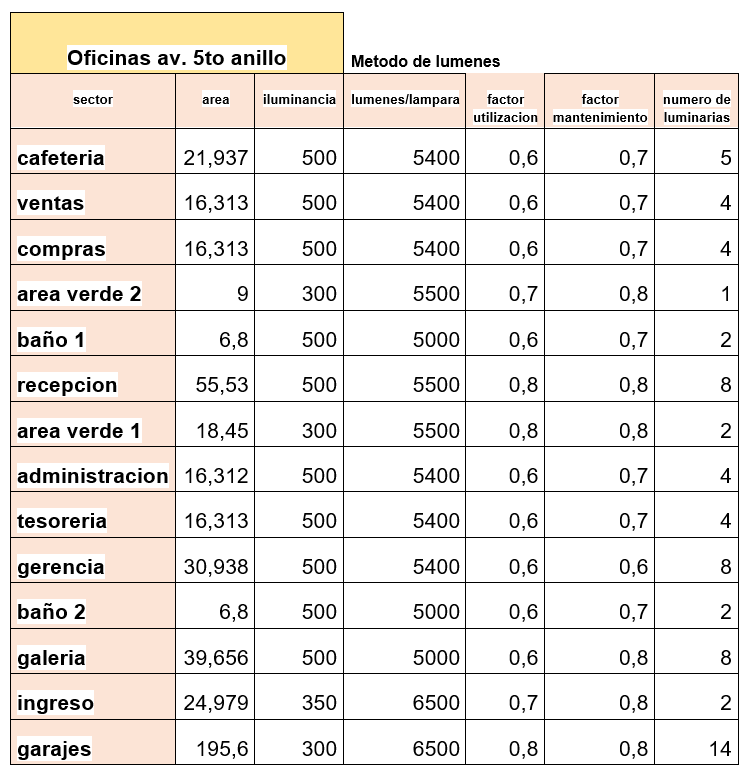 Oficinas av. 5to anillo
Metodo de lumenes
sector area iluminancia lumenes/lampara factor utilizacion factor mantenimiento numero de luminarias
cafeteria 21,937 500 5400 0,6 0,7 5
ventas 16,313 500 5400 0,6 0,7 4
compras 16,313 500 5400 0,6 0,7 4
area verde 2 9 300 5500 0,7 0,8 1
baño 1 6,8 500 5000 0,6 0,7 2
recepcion 55,53 500 5500 0,8 0,8 8
area verde 1 18,45 300 5500 0,8 0,8 2
administracion 16,312 500 5400 0,6 0,7 4
tesoreria 16,313 500 5400 0,6 0,7 4
gerencia 30,938 500 5400 0,6 0,6 8
baño 2 6,8 500 5000 0,6 0,7 2
galeria 39,656 500 5000 0,6 0,8 8
ingreso 24,979 350 6500 0,7 0,8 2
garajes 195,6 300 6500 0,8 0,8 14